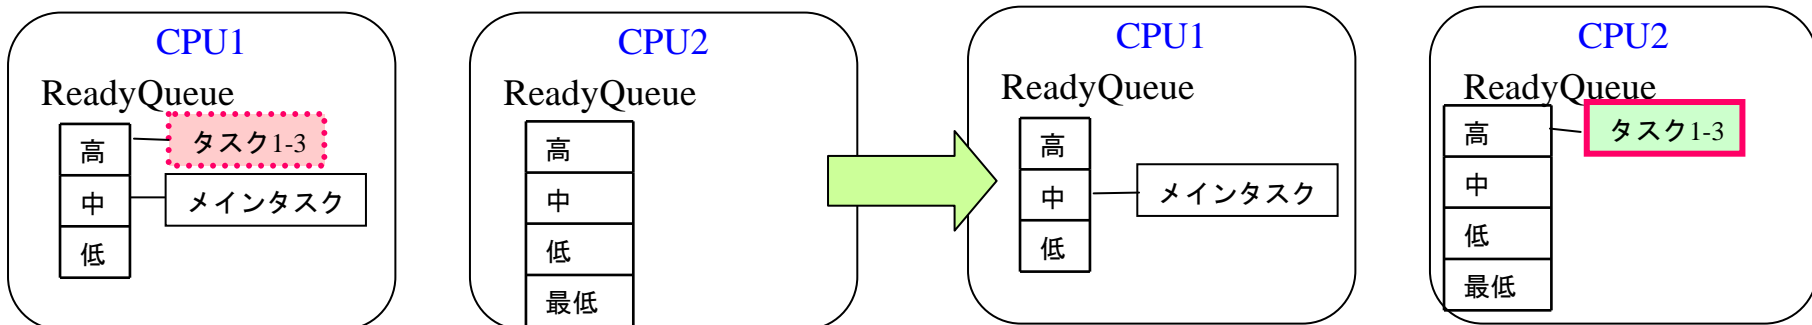 CPU1
ReadyQueue
高
タスク1-3
中
メインタスク
低
CPU2
ReadyQueue
高
中
低
最低
CPU1
ReadyQueue
高
中
メインタスク
低
CPU2
ReadyQueue
高
タスク1-3
中
低
最低